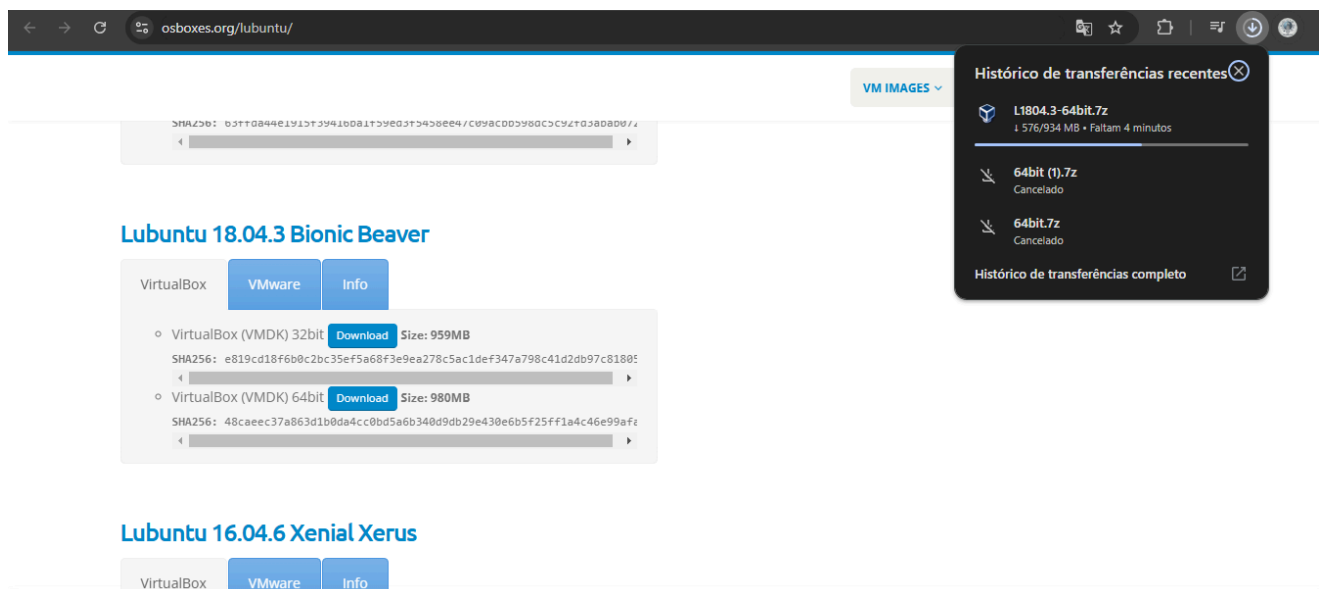 osboxes.org/lubuntu/
VM IMAGES
Histórico de transferências recentes
L1804.3-64bit.7z
↓ 576/934 MB • Faltam 4 minutos
64bit (1).7z
Cancelado
64bit.7z
Cancelado
Histórico de transferências completo
SHA256:
Lubuntu 18.04.3 Bionic Beaver
VirtualBox VMware Info
VirtualBox (VMDK) 32bit Download Size: 959MB
SHA256: e819cd18f6b0c2bc35ef5a68f3e9ea278c5ac1def347a798c41d2db97c81805
VirtualBox (VMDK) 64bit Download Size: 980MB
SHA256: 48caeec37a863d1b0da4cc0bd5a6b340d9db29e430e6b5f25ff1a4c46e99afa
Lubuntu 16.04.6 Xenial Xerus
VirtualBox VMware Info